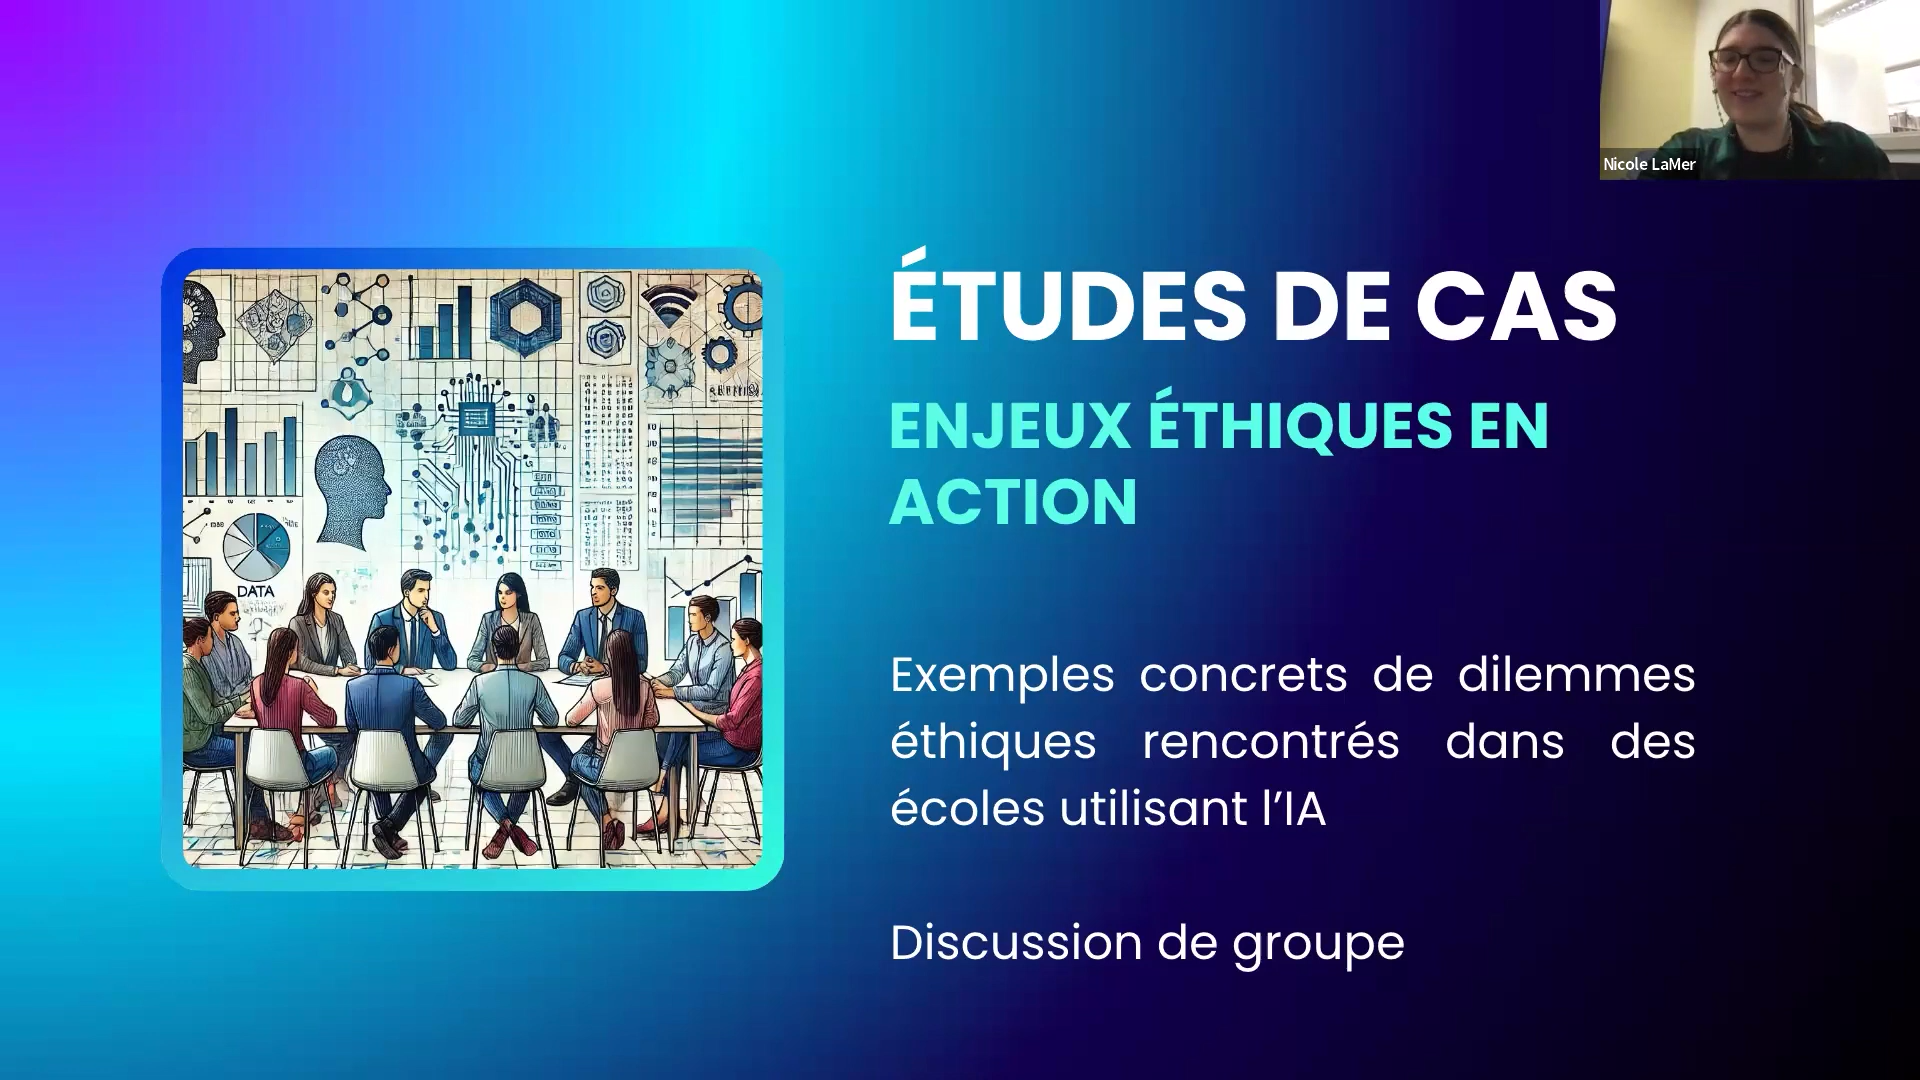 Nicole LaMer
ÉTUDES DE CAS
ENJEUX ÉTHIQUES EN
ACTION
Exemples concrets de dilemmes
éthiques rencontrés dans des
écoles utilisant l’IA
Discussion de groupe
DATA